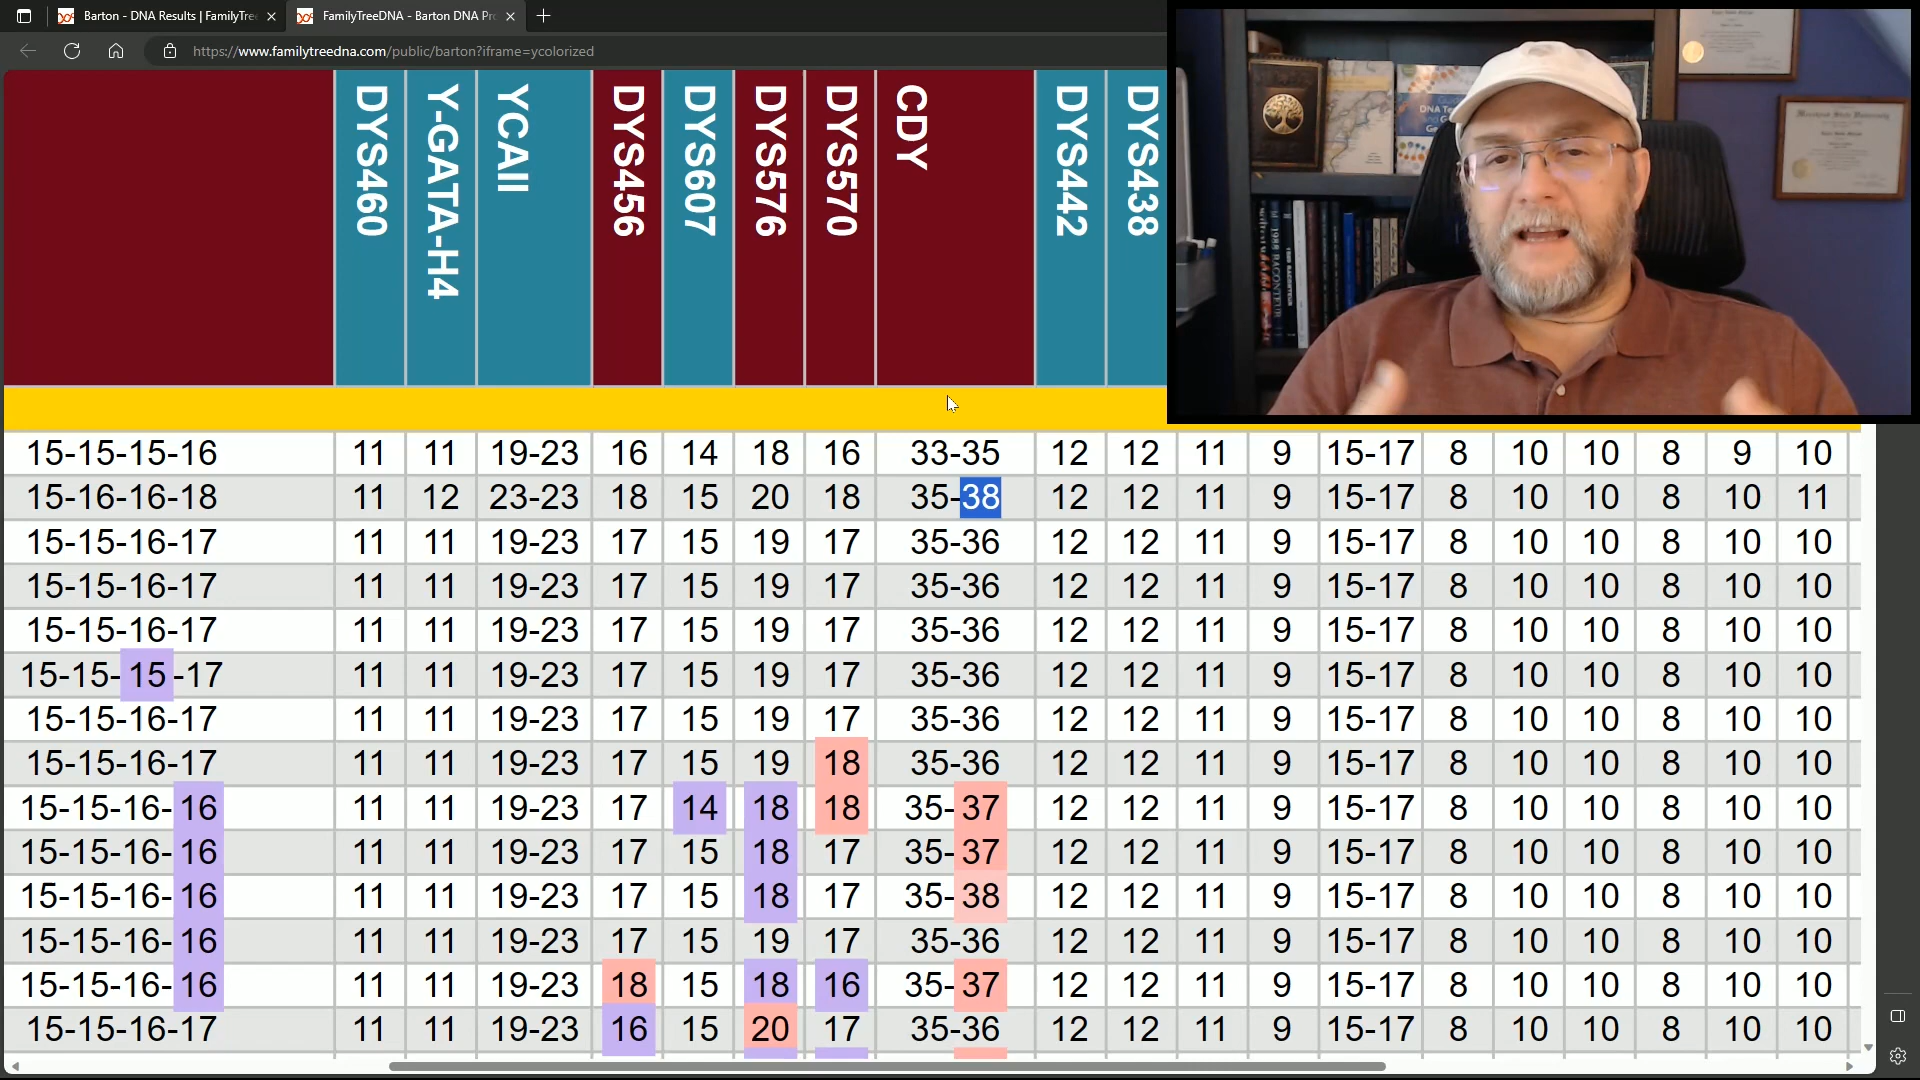 Barton - DNA Results | FamilyTree
FamilyTreeDNA - Barton DNA Pr
https://www.familytreedna.com/public/barton?iframe=ycolorized
DYS460 Y-GATA-H4 YCAII DYS456 DYS607 DYS576 DYS570 CDY DYS442 DYS438
15-15-15-16 11 11 19-23 16 14 18 16 33-35 12 12 11 9 15-17 8 10 10 8 9 10
15-16-16-18 11 12 23-23 18 15 20 18 35-38 12 12 11 9 15-17 8 10 10 8 10 11
15-15-16-17 11 11 19-23 17 15 19 17 35-36 12 12 11 9 15-17 8 10 10 8 10 10
15-15-16-17 11 11 19-23 17 15 19 17 35-36 12 12 11 9 15-17 8 10 10 8 10 10
15-15-16-17 11 11 19-23 17 15 19 17 35-36 12 12 11 9 15-17 8 10 10 8 10 10
15-15-15-17 11 11 19-23 17 15 19 17 35-36 12 12 11 9 15-17 8 10 10 8 10 10
15-15-16-17 11 11 19-23 17 15 19 17 35-36 12 12 11 9 15-17 8 10 10 8 10 10
15-15-16-17 11 11 19-23 17 15 19 18 35-36 12 12 11 9 15-17 8 10 10 8 10 10
15-15-16-16 11 11 19-23 17 14 18 18 35-37 12 12 11 9 15-17 8 10 10 8 10 10
15-15-16-16 11 11 19-23 17 15 18 17 35-37 12 12 11 9 15-17 8 10 10 8 10 10
15-15-16-16 11 11 19-23 17 15 18 17 35-38 12 12 11 9 15-17 8 10 10 8 10 10
15-15-16-16 11 11 19-23 17 15 19 17 35-36 12 12 11 9 15-17 8 10 10 8 10 10
15-15-16-16 11 11 19-23 18 15 18 16 35-37 12 12 11 9 15-17 8 10 10 8 10 10
15-15-16-17 11 11 19-23 16 15 20 17 35-36 12 12 11 9 15-17 8 10 10 8 10 10